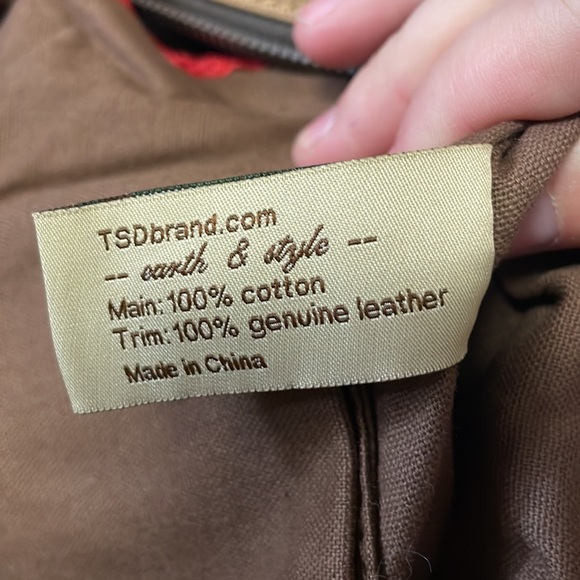 TSDbrand.com
-- earth & style --
Main: 100% cotton
Trim: 100% genuine leather
Made in China